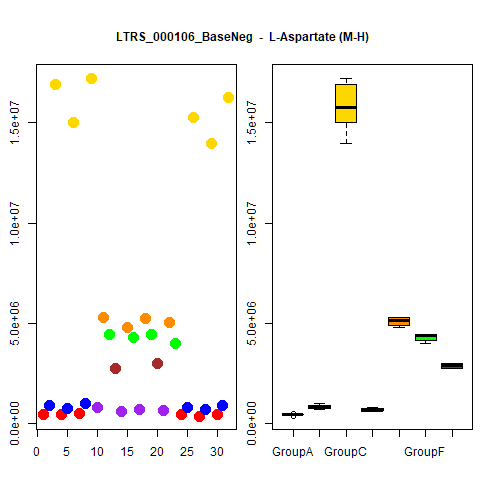 LTRS_000106_BaseNeg - L-Aspartate (M-H)
0.0e+00 5.0e+06 1.0e+07 1.5e+07
0 5 10 15 20 25 30
0.0e+00 5.0e+06 1.0e+07 1.5e+07
GroupA GroupC GroupF